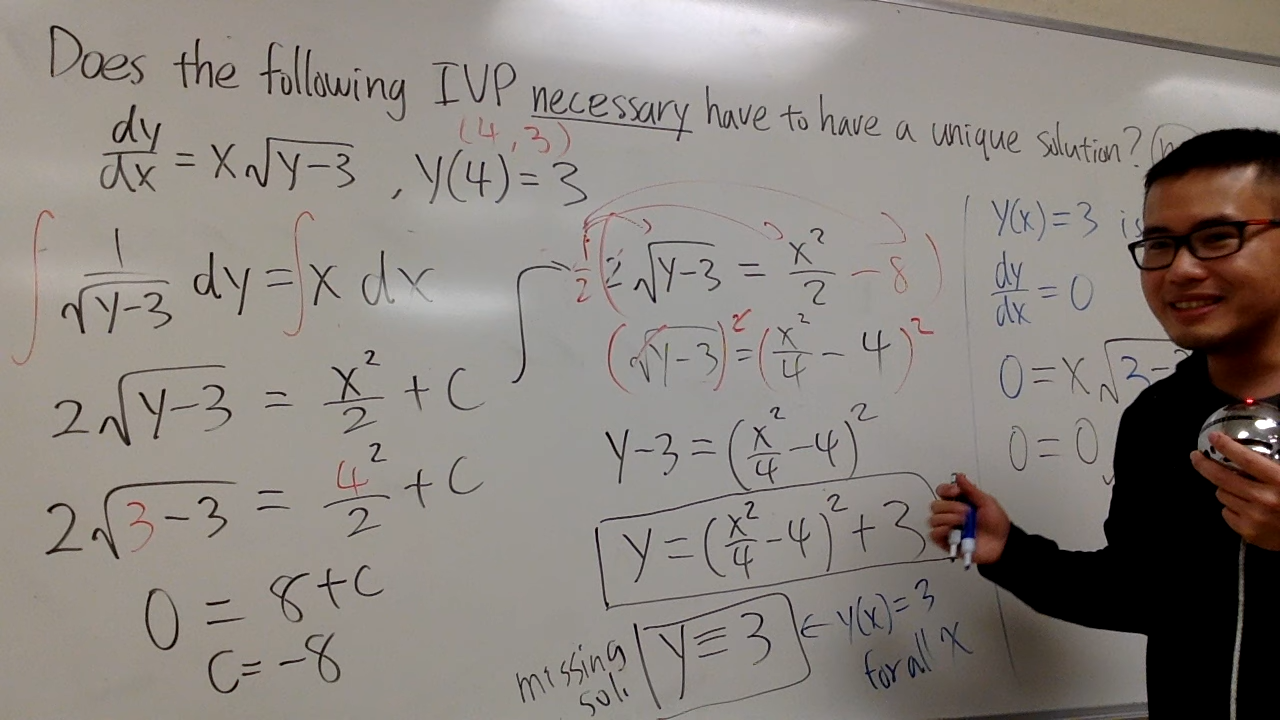 Does the following IVP necessary have to have a unique solution?
(4, 3)
dy/dx = x√(y-3) , y(4) = 3
∫ 1/√(y-3) dy = ∫ x dx
2√(y-3) = x²/2 + C
2√(3-3) = 4²/2 + C
0 = 8 + C
C = -8
1/2 (2√(y-3) = x²/2 - 8)
(√(y-3))² = (x²/4 - 4)²
y-3 = (x²/4 - 4)²
y = (x²/4 - 4)² + 3
missing sol. y ≡ 3 ← y(x) = 3
for all x
y(x) = 3 is
dy/dx = 0
0 = x√3-
0 = 0